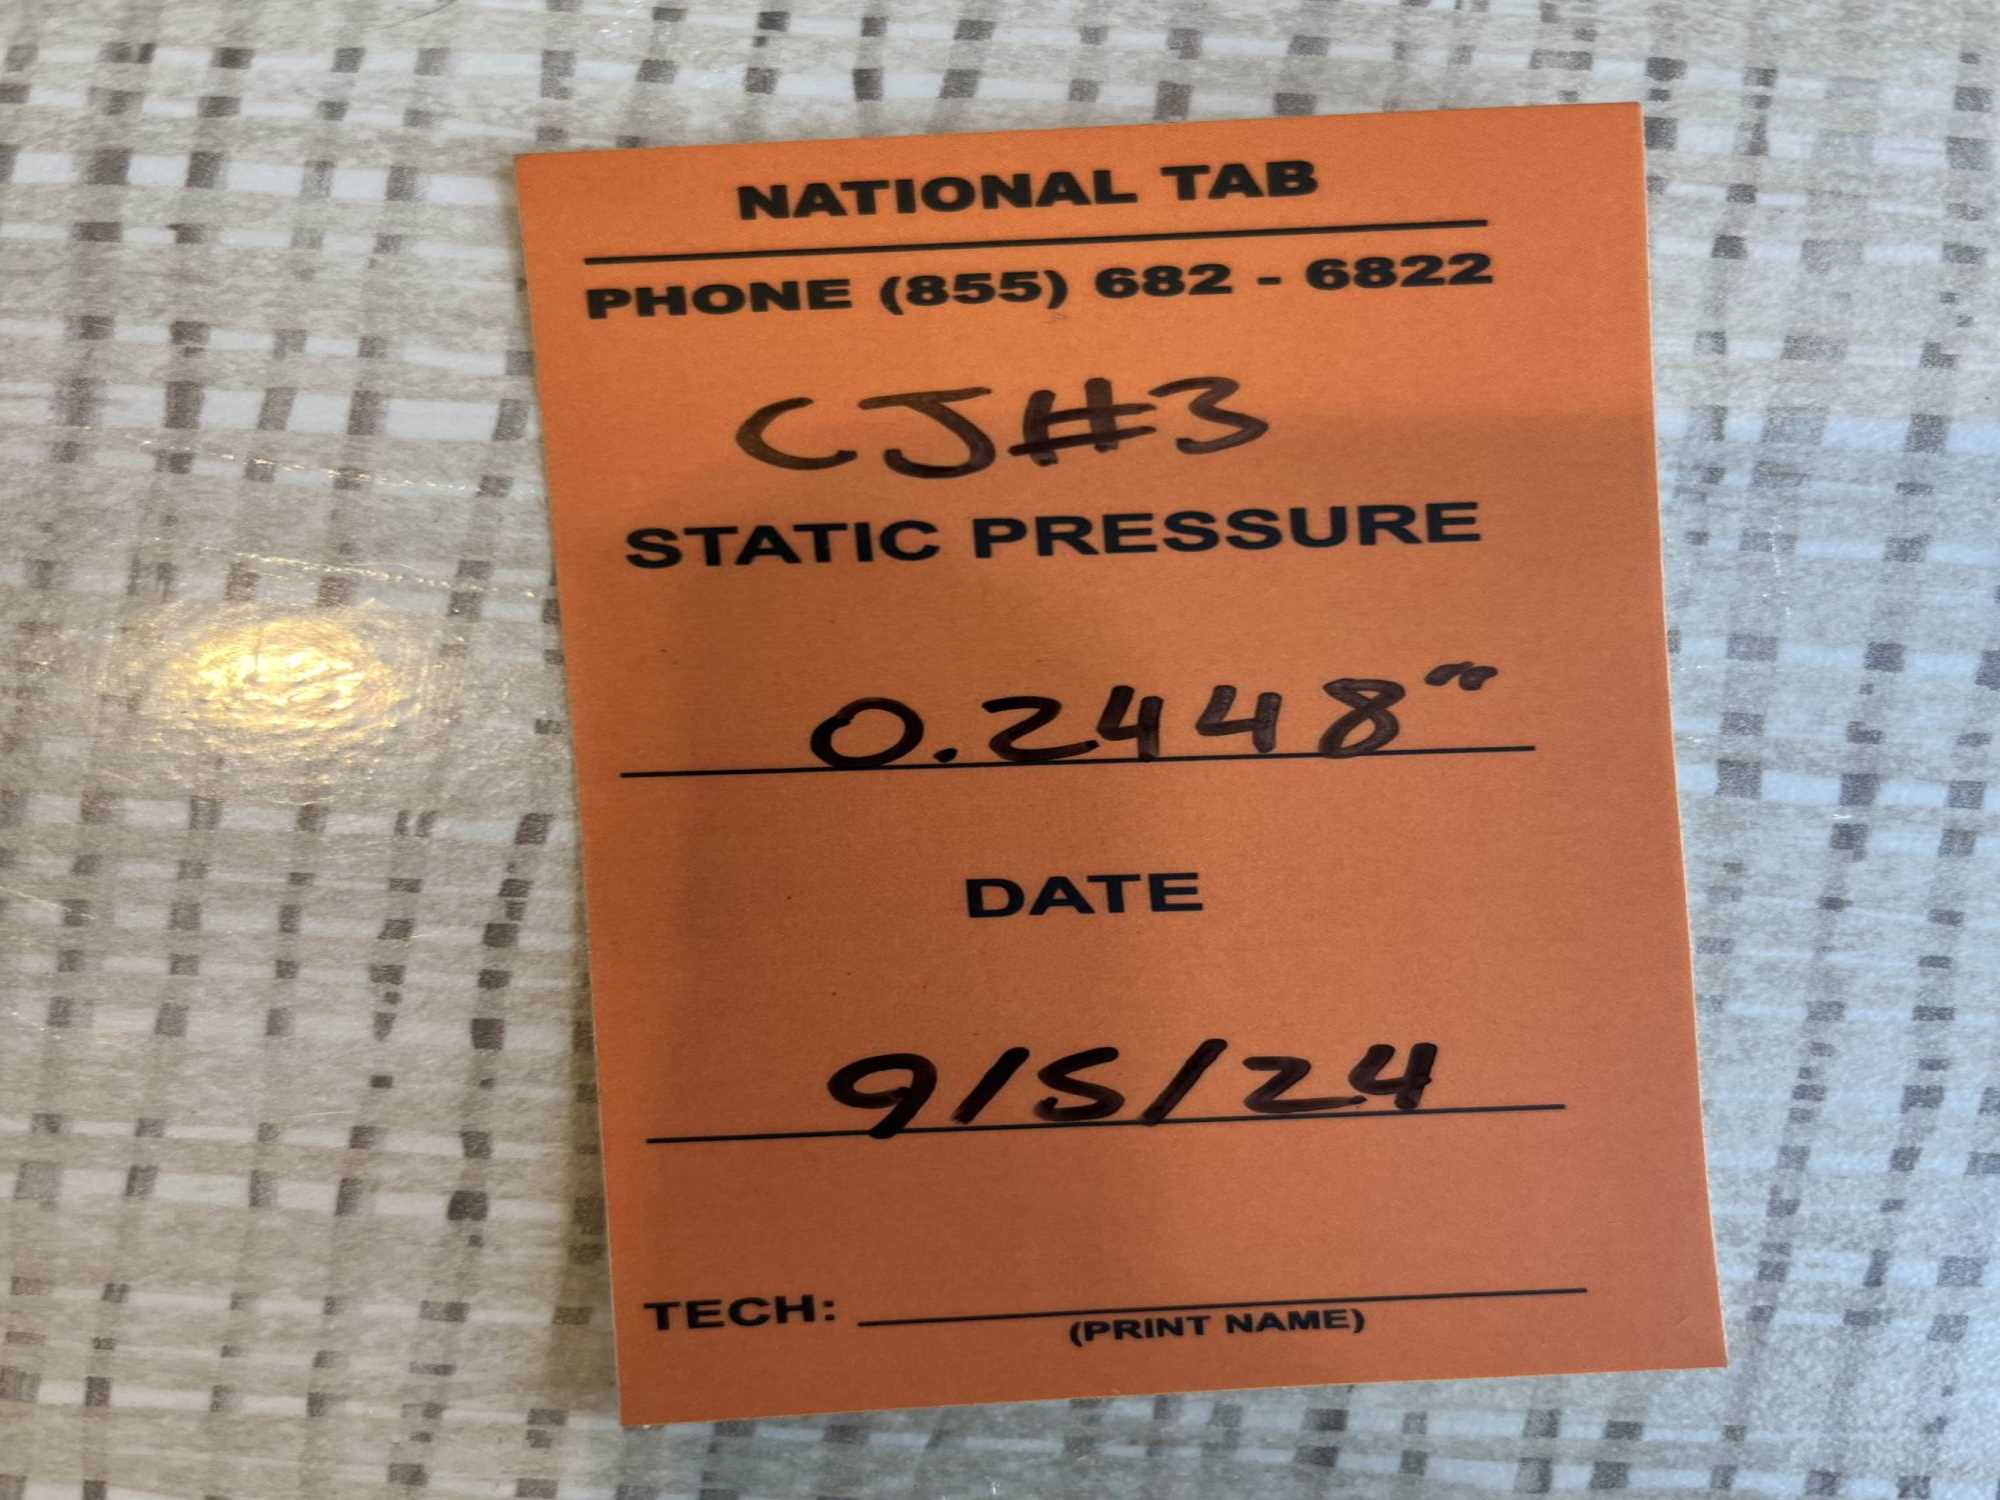 NATIONAL TAB
PHONE (855) 682 - 6822
CJ#3
STATIC PRESSURE
0.2448"
DATE
9/5/24
TECH:
(PRINT NAME)